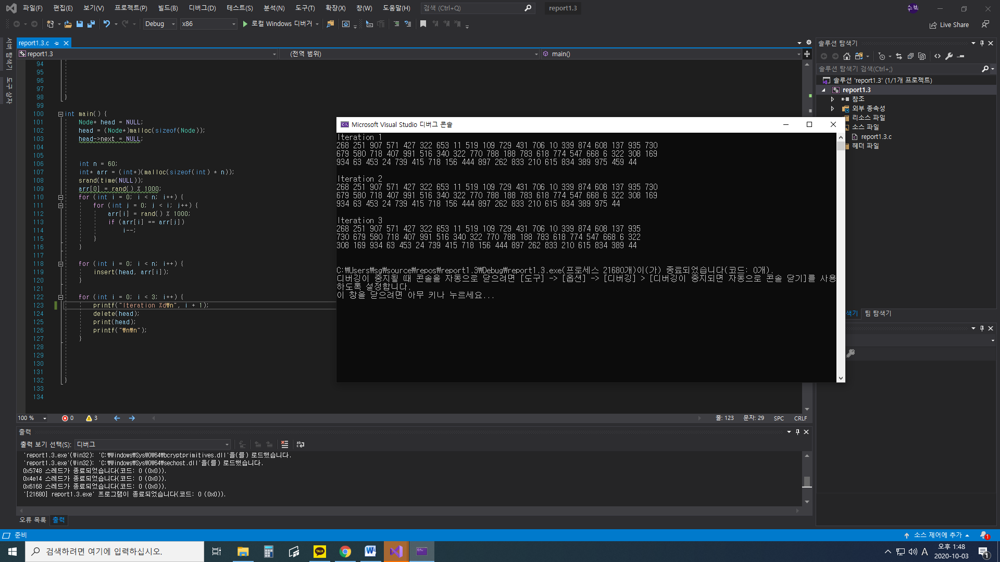 파일(F) 편집(E) 보기(V) 프로젝트(P) 빌드(B) 디버그(D) 테스트(S) 분석(N) 도구(T) 확장(X) 창(W) 도움말(H) 검색 (Ctrl+Q) report1.3 수빅
Debug x86 로컬 Windows 디버거 Live Share
서버 탐색기
도구 상자
report1.3.c
report1.3 (전역 범위) main()
94
95
96
97
98 }
99
100 int main() {
101 Node* head = NULL;
102 head = (Node*)malloc(sizeof(Node));
103 head->next = NULL;
104
105
106 int n = 60;
107 int* arr = (int*)(malloc(sizeof(int) * n));
108 srand(time(NULL));
109 arr[0] = rand() % 1000;
110 for (int i = 0; i < n; i++) {
111 for (int j = 0; j < i; j++) {
112 arr[i] = rand() % 1000;
113 if (arr[i] == arr[j])
114 i--;
115 }
116 }
117
118 for (int i = 0; i < n; i++) {
119 insert(head, arr[i]);
120 }
121
122 for (int i = 0; i < 3; i++) {
123 printf("Iteration %d₩n", i + 1);
124 delete(head);
125 print(head);
126 printf("₩n₩n");
127 }
128
129
130
131
132 }
133
134
100 % 0 3 줄: 123 문자: 29 SPC CRLF
Microsoft Visual Studio 디버그 콘솔
Iteration 1
268 251 907 571 427 322 653 11 519 109 729 431 706 10 339 874 608 137 935 730
679 580 718 407 991 516 340 322 770 788 188 783 618 774 547 668 6 322 308 169
934 63 453 24 739 415 718 156 444 897 262 833 210 615 834 389 975 459 44
Iteration 2
268 251 907 571 427 322 653 11 519 109 729 431 706 10 339 874 608 137 935 730
679 580 718 407 991 516 340 322 770 788 188 783 618 774 547 668 6 322 308 169
934 63 453 24 739 415 718 156 444 897 262 833 210 615 834 389 975 44
Iteration 3
268 251 907 571 427 322 653 11 519 109 729 431 706 10 339 874 608 137 935
730 679 580 718 407 991 516 340 322 770 788 188 783 618 774 547 668 6 322
308 169 934 63 453 24 739 415 718 156 444 897 262 833 210 615 834 389 44
C:₩Users₩sg₩source₩repos₩report1.3₩Debug₩report1.3.exe(프로세스 21680개)이(가) 종료되었습니다(코드: 0개).
디버깅이 중지될 때 콘솔을 자동으로 닫으려면 [도구] -> [옵션] -> [디버깅] > [디버깅이 중지되면 자동으로 콘솔 닫기]를 사용
하도록 설정합니다.
이 창을 닫으려면 아무 키나 누르세요...
솔루션 탐색기
솔루션 탐색기 검색(Ctrl+;)
솔루션 'report1.3' (1/1개 프로젝트)
report1.3
참조
외부 종속성
리소스 파일
소스 파일
report1.3.c
헤더 파일
색기 팀 탐색기
출력
출력 보기 선택(S): 디버그
'report1.3.exe'(Win32): 'C:₩Windows₩SysWOW64₩bcryptprimitives.dll'을(를) 로드했습니다.
'report1.3.exe'(Win32): 'C:₩Windows₩SysWOW64₩sechost.dll'을(를) 로드했습니다.
0x5748 스레드가 종료되었습니다(코드: 0 (0x0)).
0x4e14 스레드가 종료되었습니다(코드: 0 (0x0)).
0x6168 스레드가 종료되었습니다(코드: 0 (0x0)).
'[21680] report1.3.exe' 프로그램이 종료되었습니다(코드: 0 (0x0)).
오류 목록 출력
준비 소스 제어에 추가 1
검색하려면 여기에 입력하십시오. TALK A 오후 1:48
2020-10-03 1